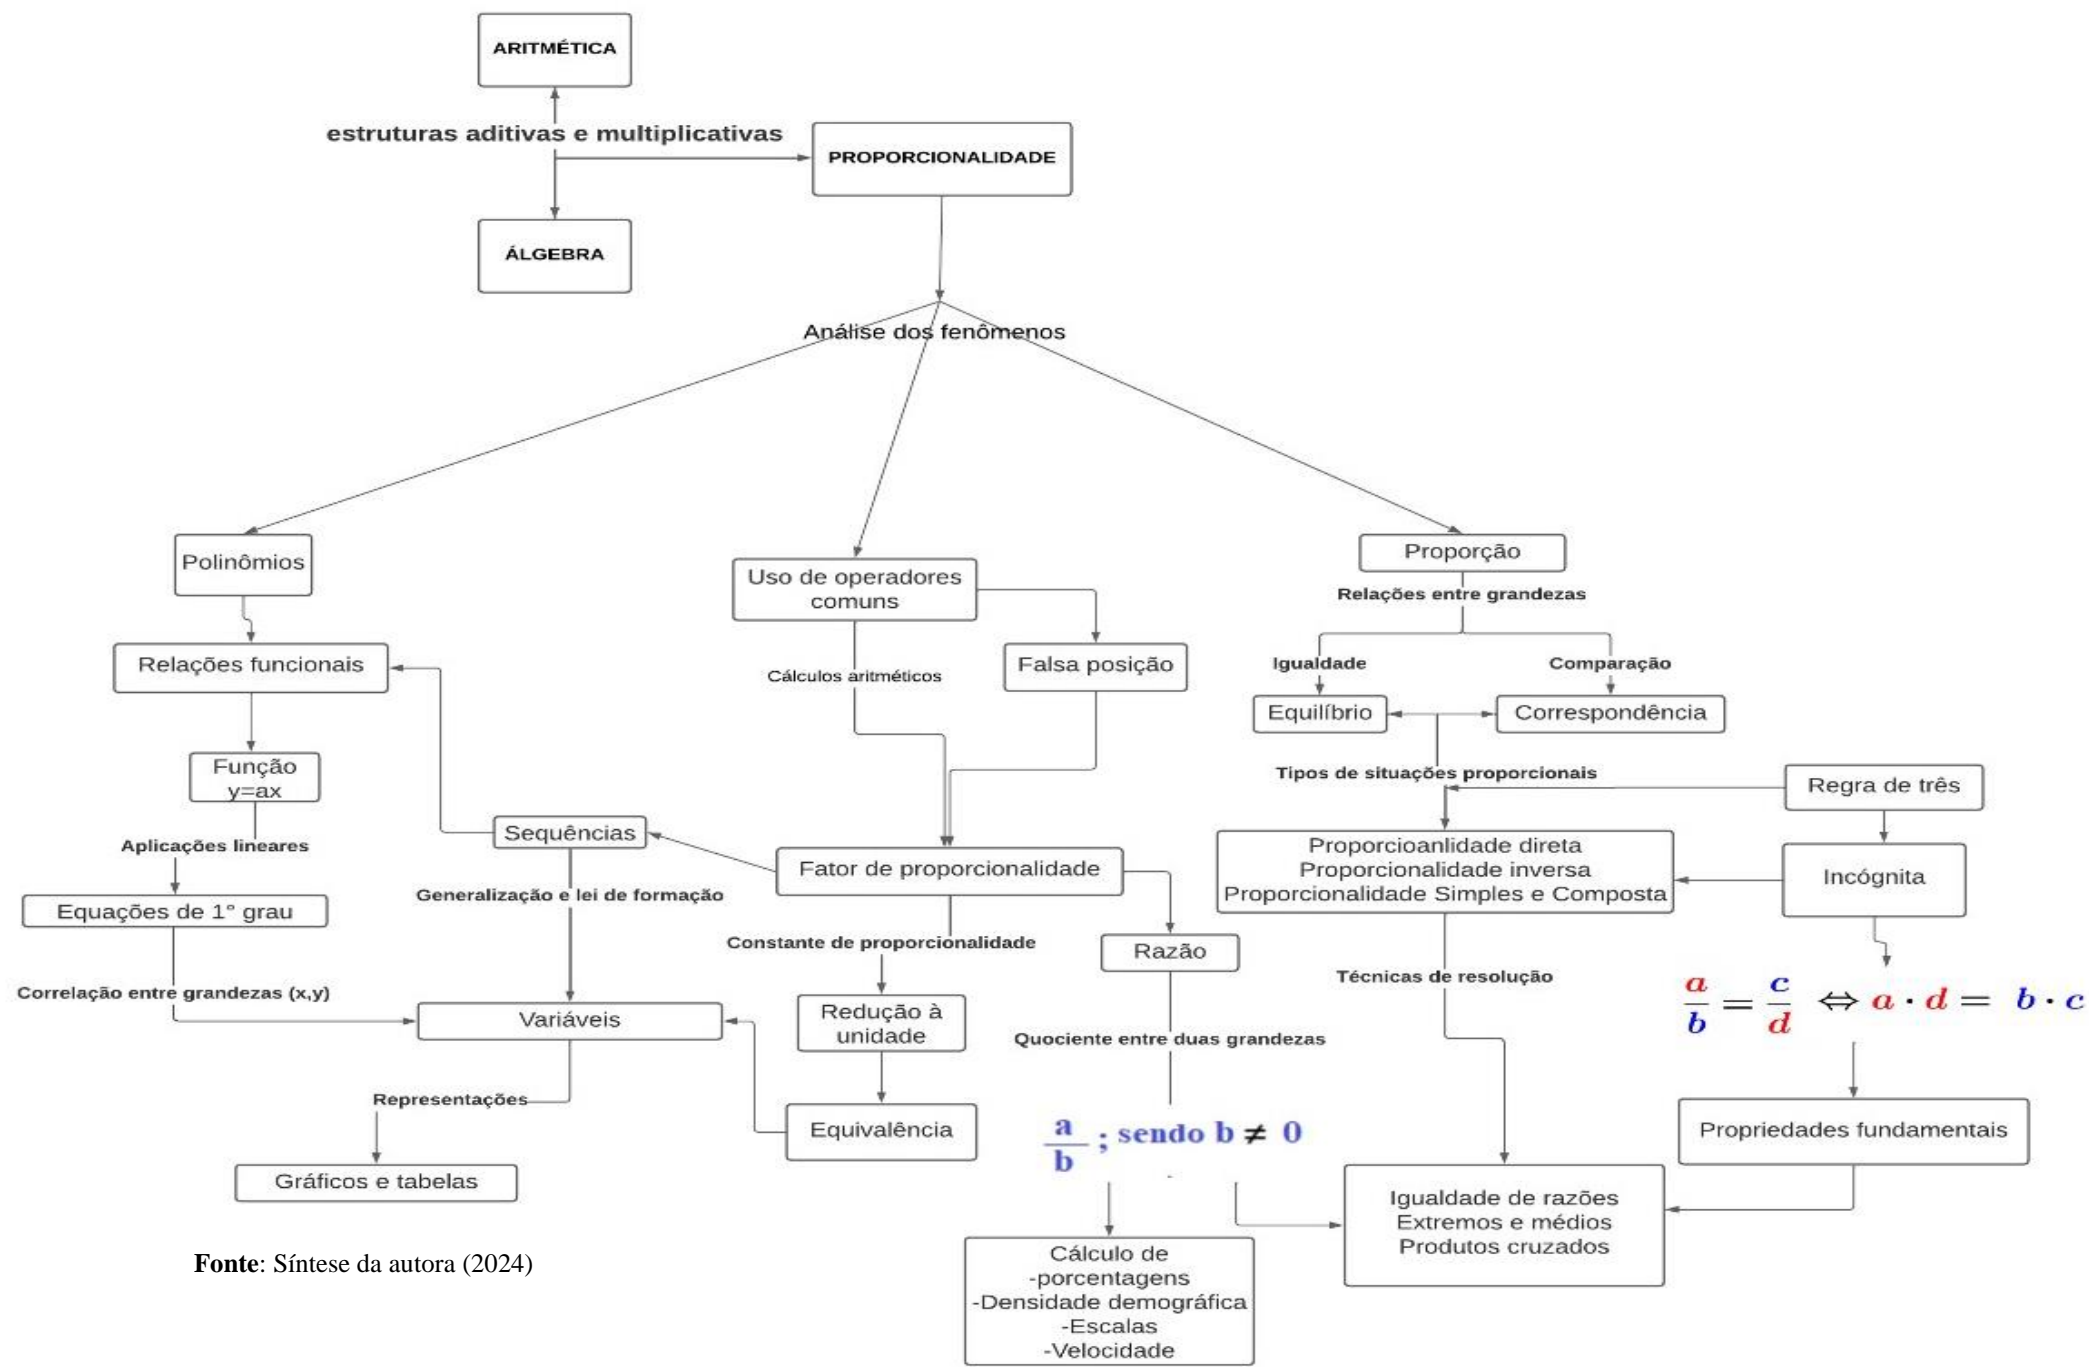 ARITMÉTICA
estruturas aditivas e multiplicativas
PROPORCIONALIDADE
ÁLGEBRA
Análise dos fenômenos
Polinômios
Relações funcionais
Função
y=ax
Aplicações lineares
Equações de 1° grau
Correlação entre grandezas (x,y)
Sequências
Generalização e lei de formação
Variáveis
Representações
Gráficos e tabelas
Uso de operadores
comuns
Cálculos aritméticos
Falsa posição
Fator de proporcionalidade
Constante de proporcionalidade
Redução à
unidade
Equivalência
Razão
Quociente entre duas grandezas
a/b ; sendo b ≠ 0
Cálculo de
-porcentagens
-Densidade demográfica
-Escalas
-Velocidade
Proporção
Relações entre grandezas
Igualdade
Comparação
Equilíbrio
Correspondência
Tipos de situações proporcionais
Regra de três
Proporcioanlidade direta
Proporcionalidade inversa
Proporcionalidade Simples e Composta
Incógnita
Técnicas de resolução
a/b = c/d ⇔ a · d = b · c
Propriedades fundamentais
Igualdade de razões
Extremos e médios
Produtos cruzados
Fonte: Síntese da autora (2024)